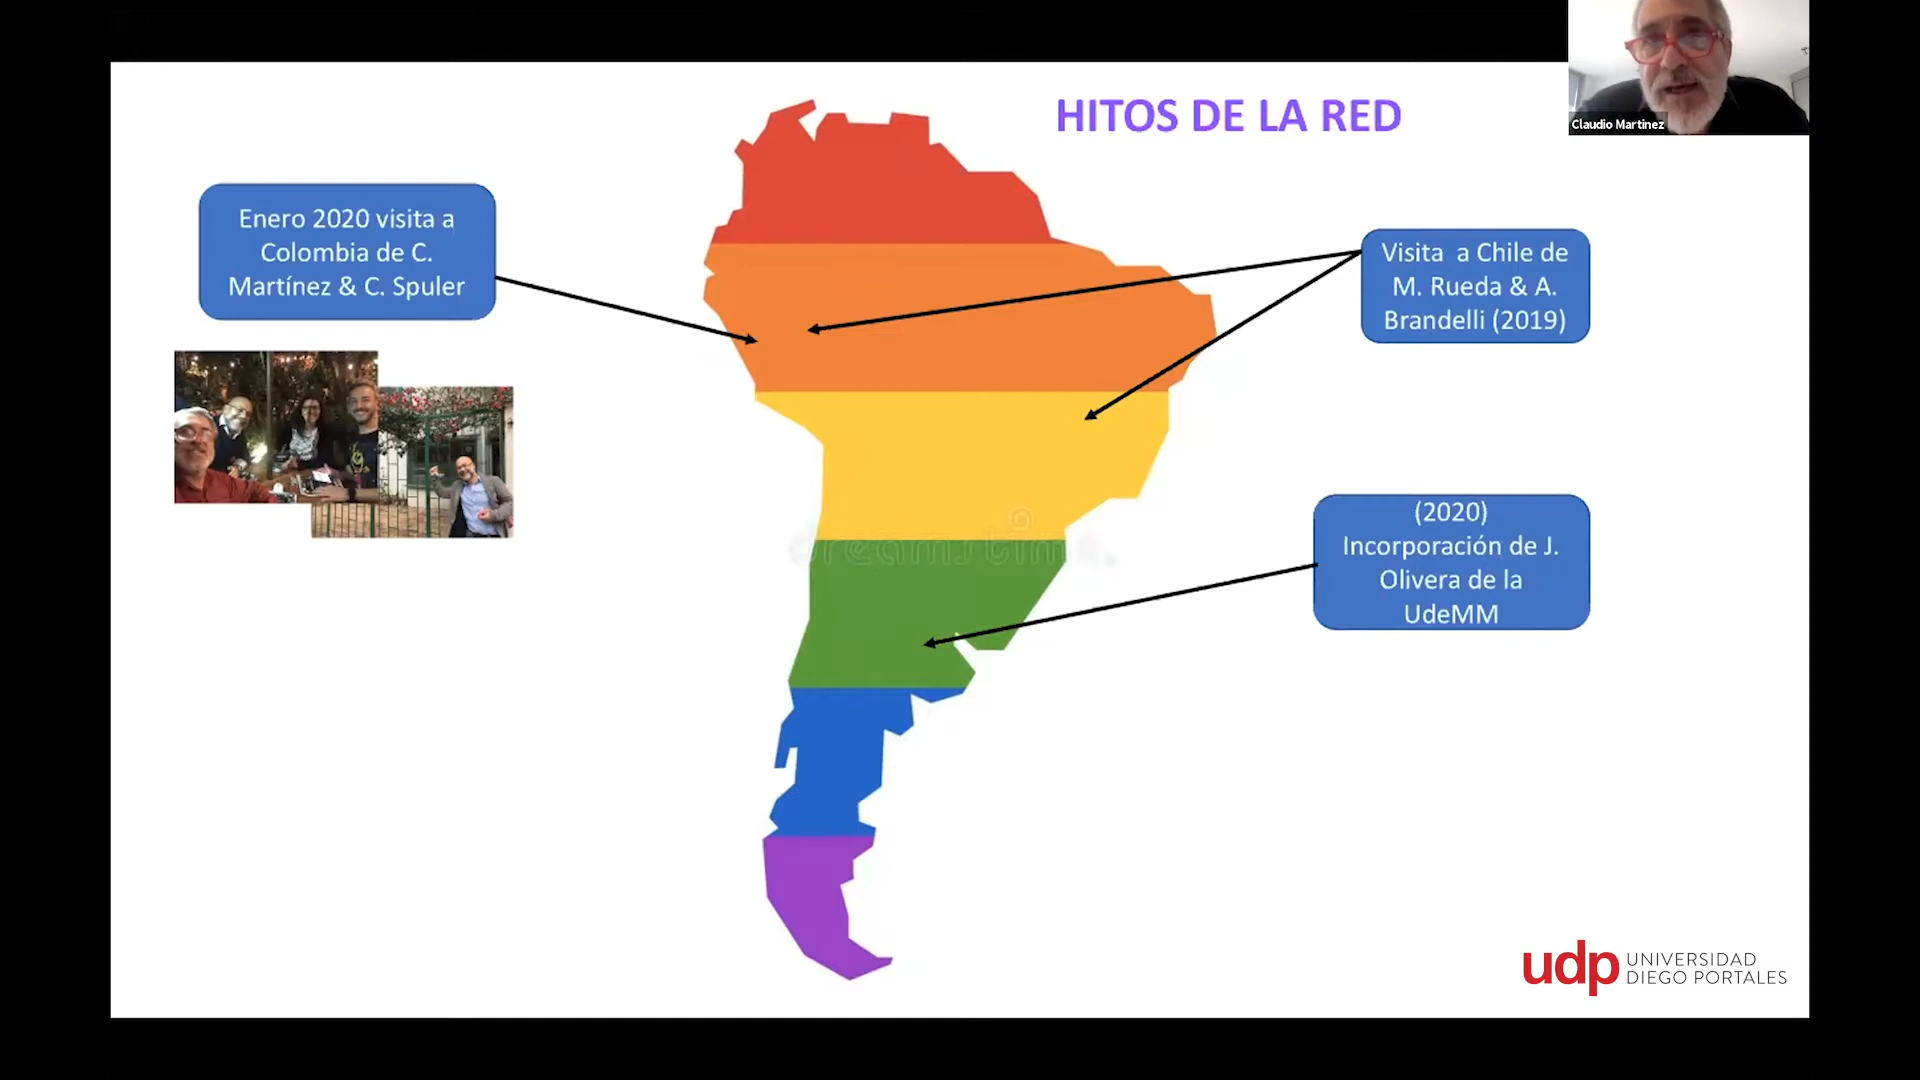 HITOS DE LA RED
Claudio Martinez
Enero 2020 visita a
Colombia de C.
Martínez & C. Spuler
Visita a Chile de
M. Rueda & A.
Brandelli (2019)
(2020)
Incorporación de J.
Olivera de la
UdeMM
dreamstime.
udp UNIVERSIDAD
DIEGO PORTALES